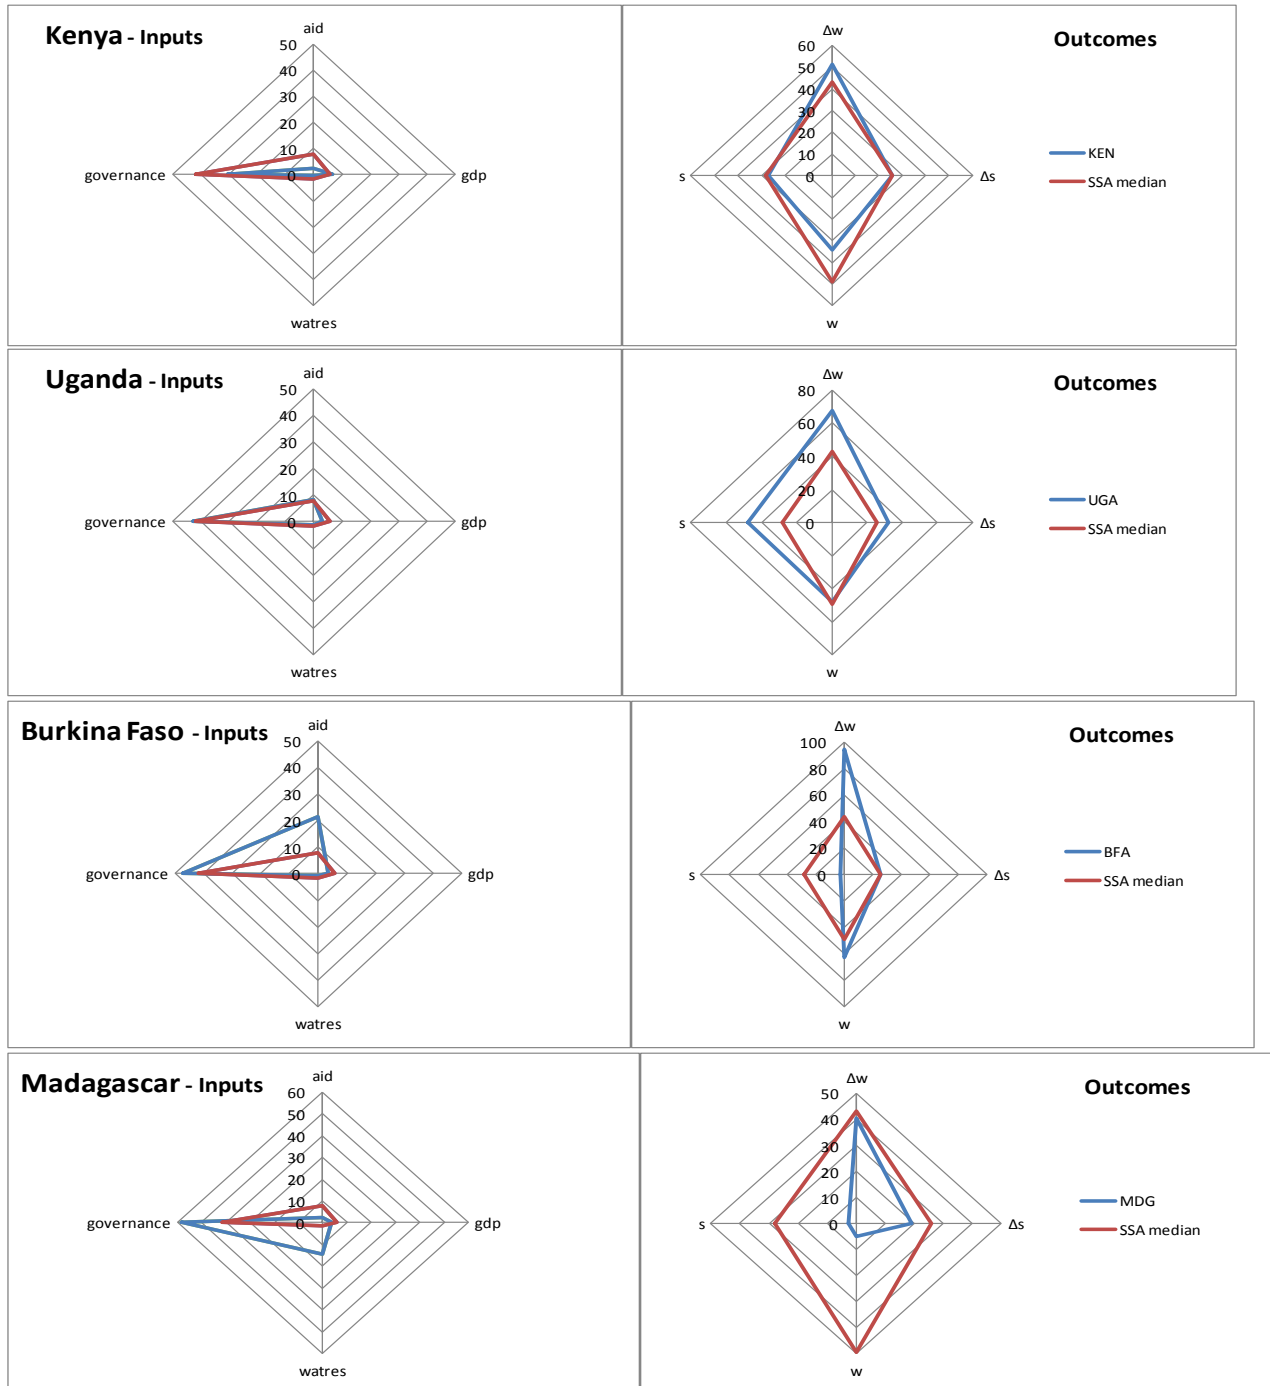 Kenya - Inputs
aid
50
40
30
20
10
0
governance
gdp
watres
Outcomes
Δw
60
50
40
30
20
10
0
s
Δs
w
KEN
SSA median
Uganda - Inputs
aid
50
40
30
20
10
0
governance
gdp
watres
Outcomes
Δw
80
60
40
20
0
s
Δs
w
UGA
SSA median
Burkina Faso - Inputs
aid
50
40
30
20
10
0
governance
gdp
watres
Outcomes
Δw
100
80
60
40
20
0
s
Δs
w
BFA
SSA median
Madagascar - Inputs
aid
60
50
40
30
20
10
0
governance
gdp
watres
Outcomes
Δw
50
40
30
20
10
0
s
Δs
w
MDG
SSA median